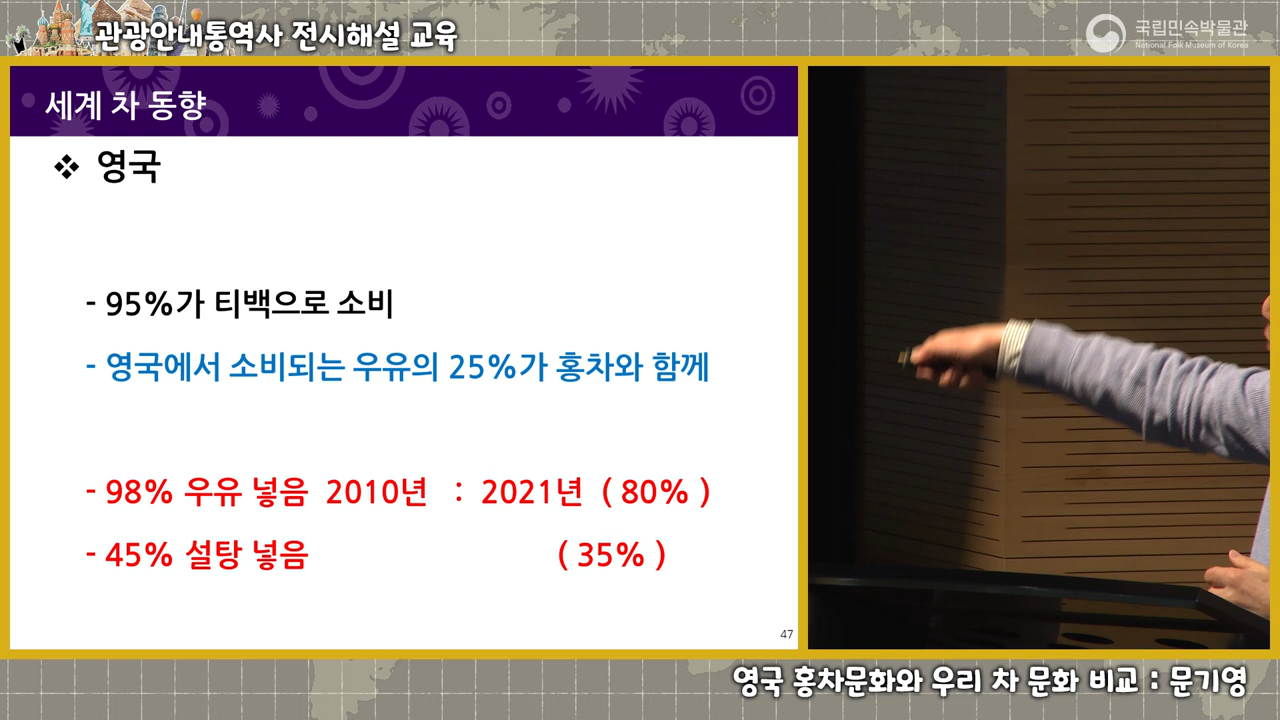 관광안내통역사 전시해설 교육
국립민속박물관
National Folk Museum of Korea
세계 차 동향
❖ 영국
- 95%가 티백으로 소비
- 영국에서 소비되는 우유의 25%가 홍차와 함께
- 98% 우유 넣음 2010년 : 2021년 ( 80% )
- 45% 설탕 넣음 ( 35% )
47
영국 홍차문화와 우리 차 문화 비교 : 문기영